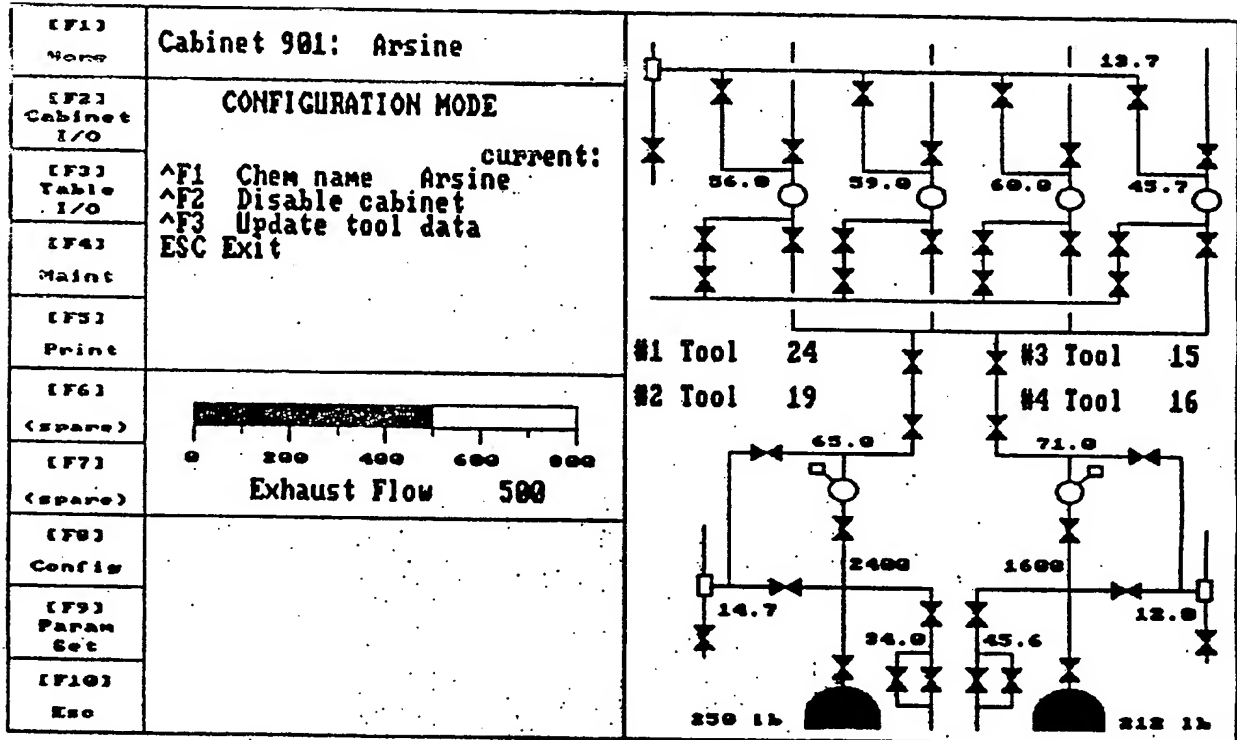 [F1]
Home
[F2]
Cabinet
I/O
[F3]
Table
I/O
[F4]
Maint
[F5]
Print
[F6]
(spare)
[F7]
(spare)
[F8]
Config
[F9]
Param
Set
[F10]
Esc
Cabinet 901: Arsine
CONFIGURATION MODE
current:
^F1 Chem name Arsine
^F2 Disable cabinet
^F3 Update tool data
ESC Exit
0 200 400 600 800
Exhaust Flow 500
13.7
56.0 59.0 60.0 45.7
#1 Tool 24 #3 Tool 15
#2 Tool 19 #4 Tool 16
65.0 71.0
2400 1600
14.7 12.8
34.0 45.6
250 lb 212 lb